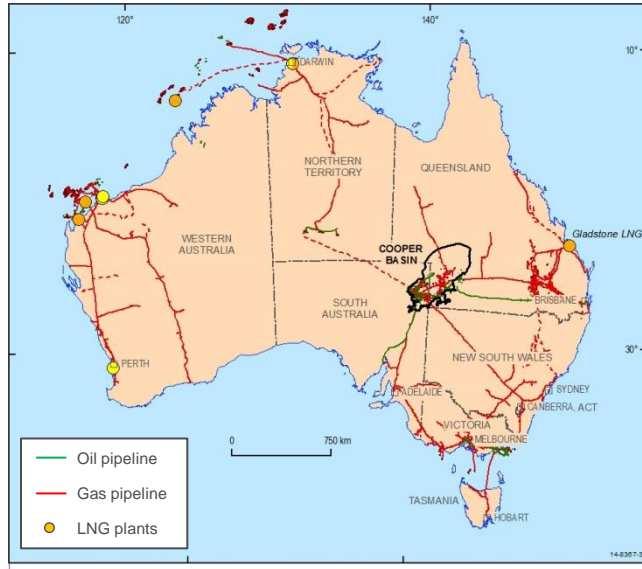 120°
140°
10°
DARWIN
NORTHERN
TERRITORY
QUEENSLAND
Gladstone LNG
WESTERN
AUSTRALIA
COOPER
BASIN
SOUTH
AUSTRALIA
BRISBANE
30°
PERTH
NEW SOUTH WALES
ADELAIDE
SYDNEY
CANBERRA, ACT
VICTORIA
MELBOURNE
0
750 km
Oil pipeline
Gas pipeline
LNG plants
TASMANIA
HOBART
14-8367-3